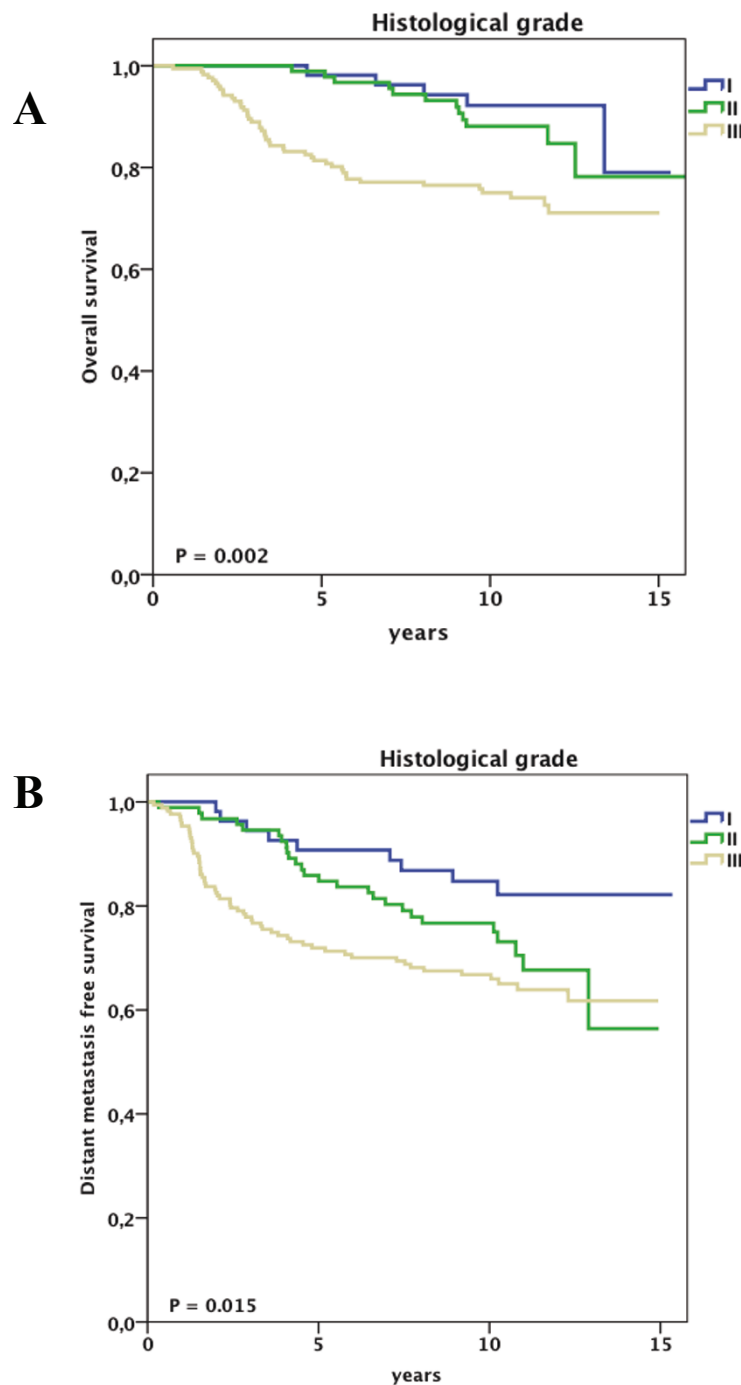 Histological grade
A
I
II
III
1,0
0,8
0,6
0,4
0,2
0,0
Overall survival
P = 0.002
0 5 10 15
years
Histological grade
B
I
II
III
1,0
0,8
0,6
0,4
0,2
0,0
Distant metastasis free survival
P = 0.015
0 5 10 15
years